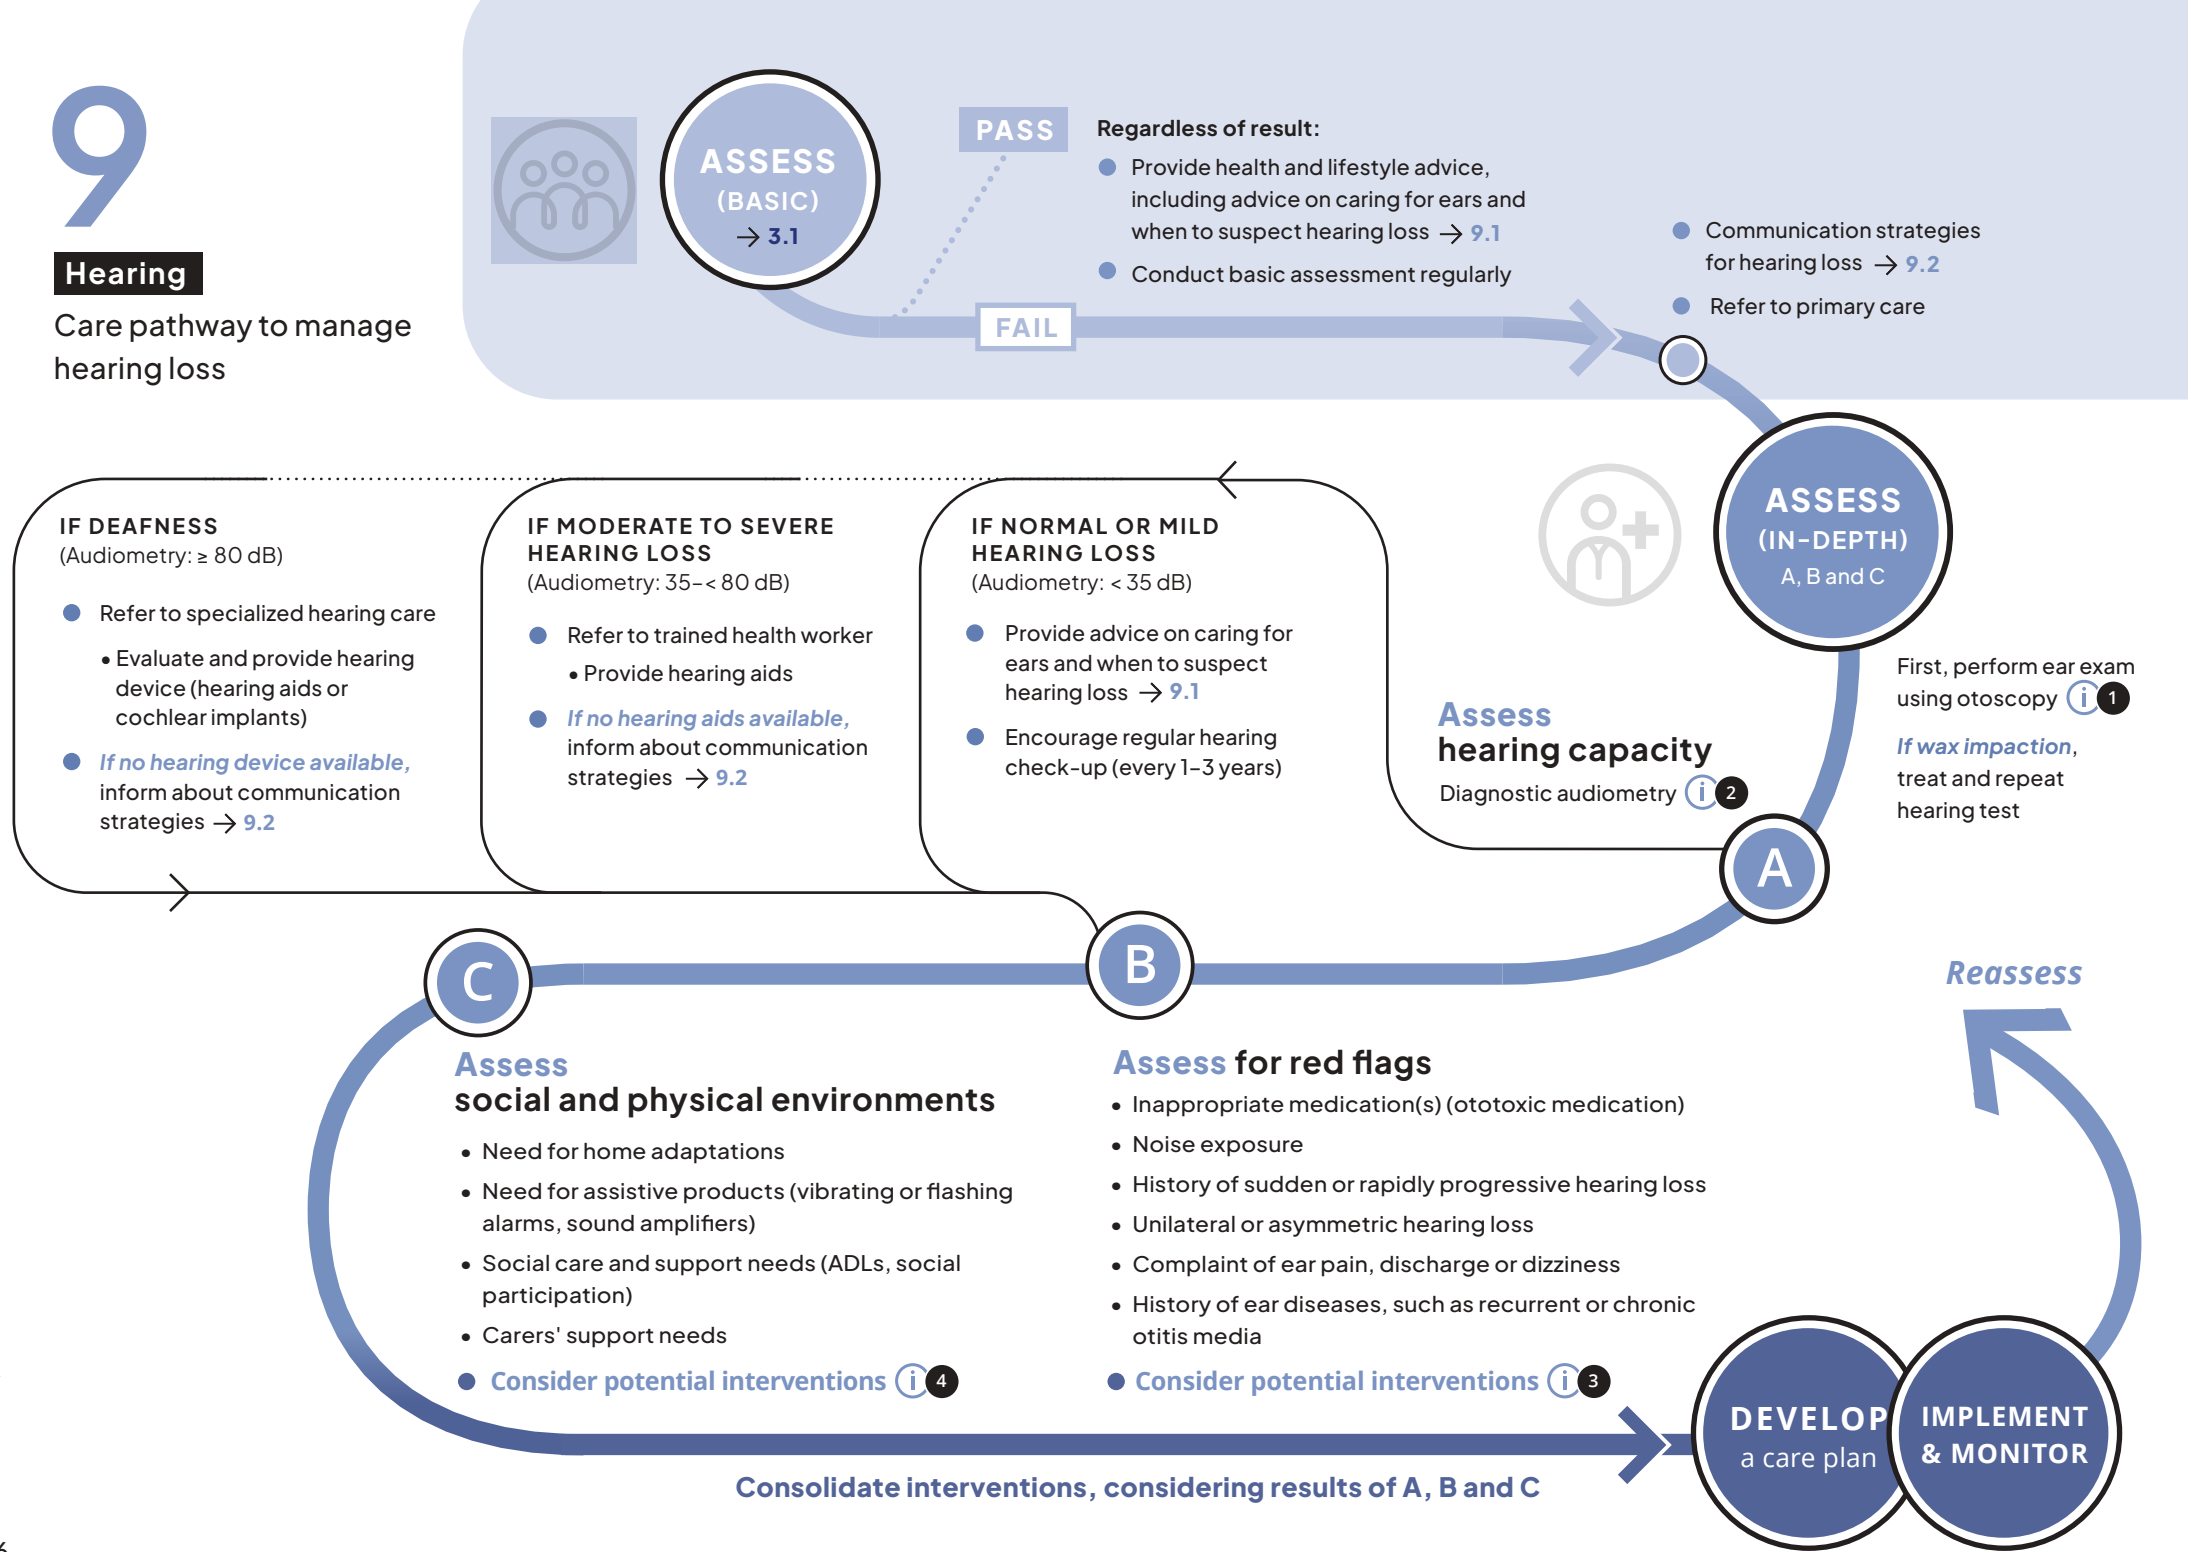 9
Hearing
Care pathway to manage
hearing loss
ASSESS
(BASIC)
→ 3.1
PASS
FAIL
Regardless of result:
● Provide health and lifestyle advice,
including advice on caring for ears and
when to suspect hearing loss → 9.1
● Conduct basic assessment regularly
● Communication strategies
for hearing loss → 9.2
● Refer to primary care
ASSESS
(IN-DEPTH)
A, B and C
First, perform ear exam
using otoscopy i 1
If wax impaction,
treat and repeat
hearing test
A
Assess
hearing capacity
Diagnostic audiometry i 2
IF DEAFNESS
(Audiometry: ≥ 80 dB)
● Refer to specialized hearing care
• Evaluate and provide hearing
device (hearing aids or
cochlear implants)
● If no hearing device available,
inform about communication
strategies → 9.2
IF MODERATE TO SEVERE
HEARING LOSS
(Audiometry: 35–< 80 dB)
● Refer to trained health worker
• Provide hearing aids
● If no hearing aids available,
inform about communication
strategies → 9.2
IF NORMAL OR MILD
HEARING LOSS
(Audiometry: < 35 dB)
● Provide advice on caring for
ears and when to suspect
hearing loss → 9.1
● Encourage regular hearing
check-up (every 1–3 years)
B
Assess for red flags
• Inappropriate medication(s) (ototoxic medication)
• Noise exposure
• History of sudden or rapidly progressive hearing loss
• Unilateral or asymmetric hearing loss
• Complaint of ear pain, discharge or dizziness
• History of ear diseases, such as recurrent or chronic
otitis media
● Consider potential interventions i 3
C
Assess
social and physical environments
• Need for home adaptations
• Need for assistive products (vibrating or flashing
alarms, sound amplifiers)
• Social care and support needs (ADLs, social
participation)
• Carers' support needs
● Consider potential interventions i 4
Consolidate interventions, considering results of A, B and C
DEVELOP
a care plan
IMPLEMENT
& MONITOR
Reassess